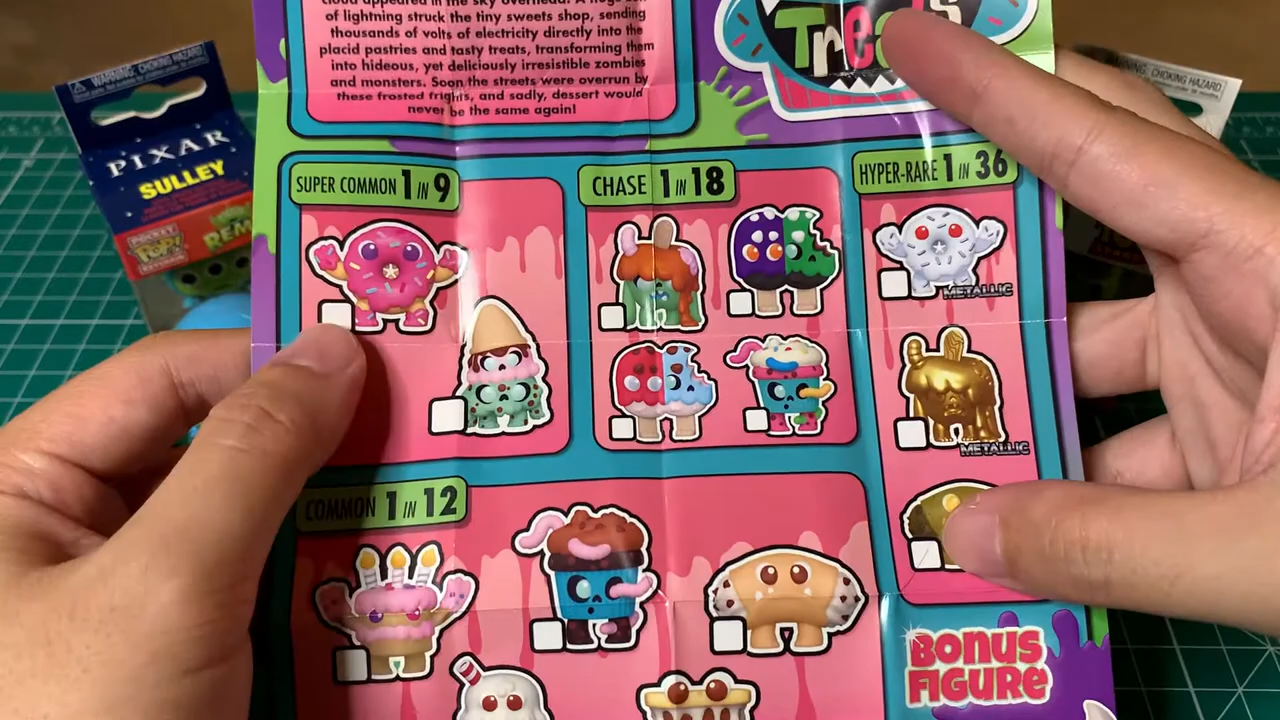 cloud appeared in the sky overhead. A huge
of lightning struck the tiny sweets shop, sending
thousands of volts of electricity directly into the
placid pastries and tasty treats, transforming them
into hideous, yet deliciously irresistible zombies
and monsters. Soon the streets were overrun by
these frosted frights, and sadly, dessert would
never be the same again!
WARNING: CHOKING HAZARD
PIXAR
SULLEY
POCKET
POP!
KEYCHAIN
REM
WARNING: CHOKING HAZARD
SUPER COMMON 1 IN 9
CHASE 1 IN 18
HYPER-RARE 1 IN 36
METALLIC
METALLIC
COMMON 1 IN 12
BONUS
FIGURE